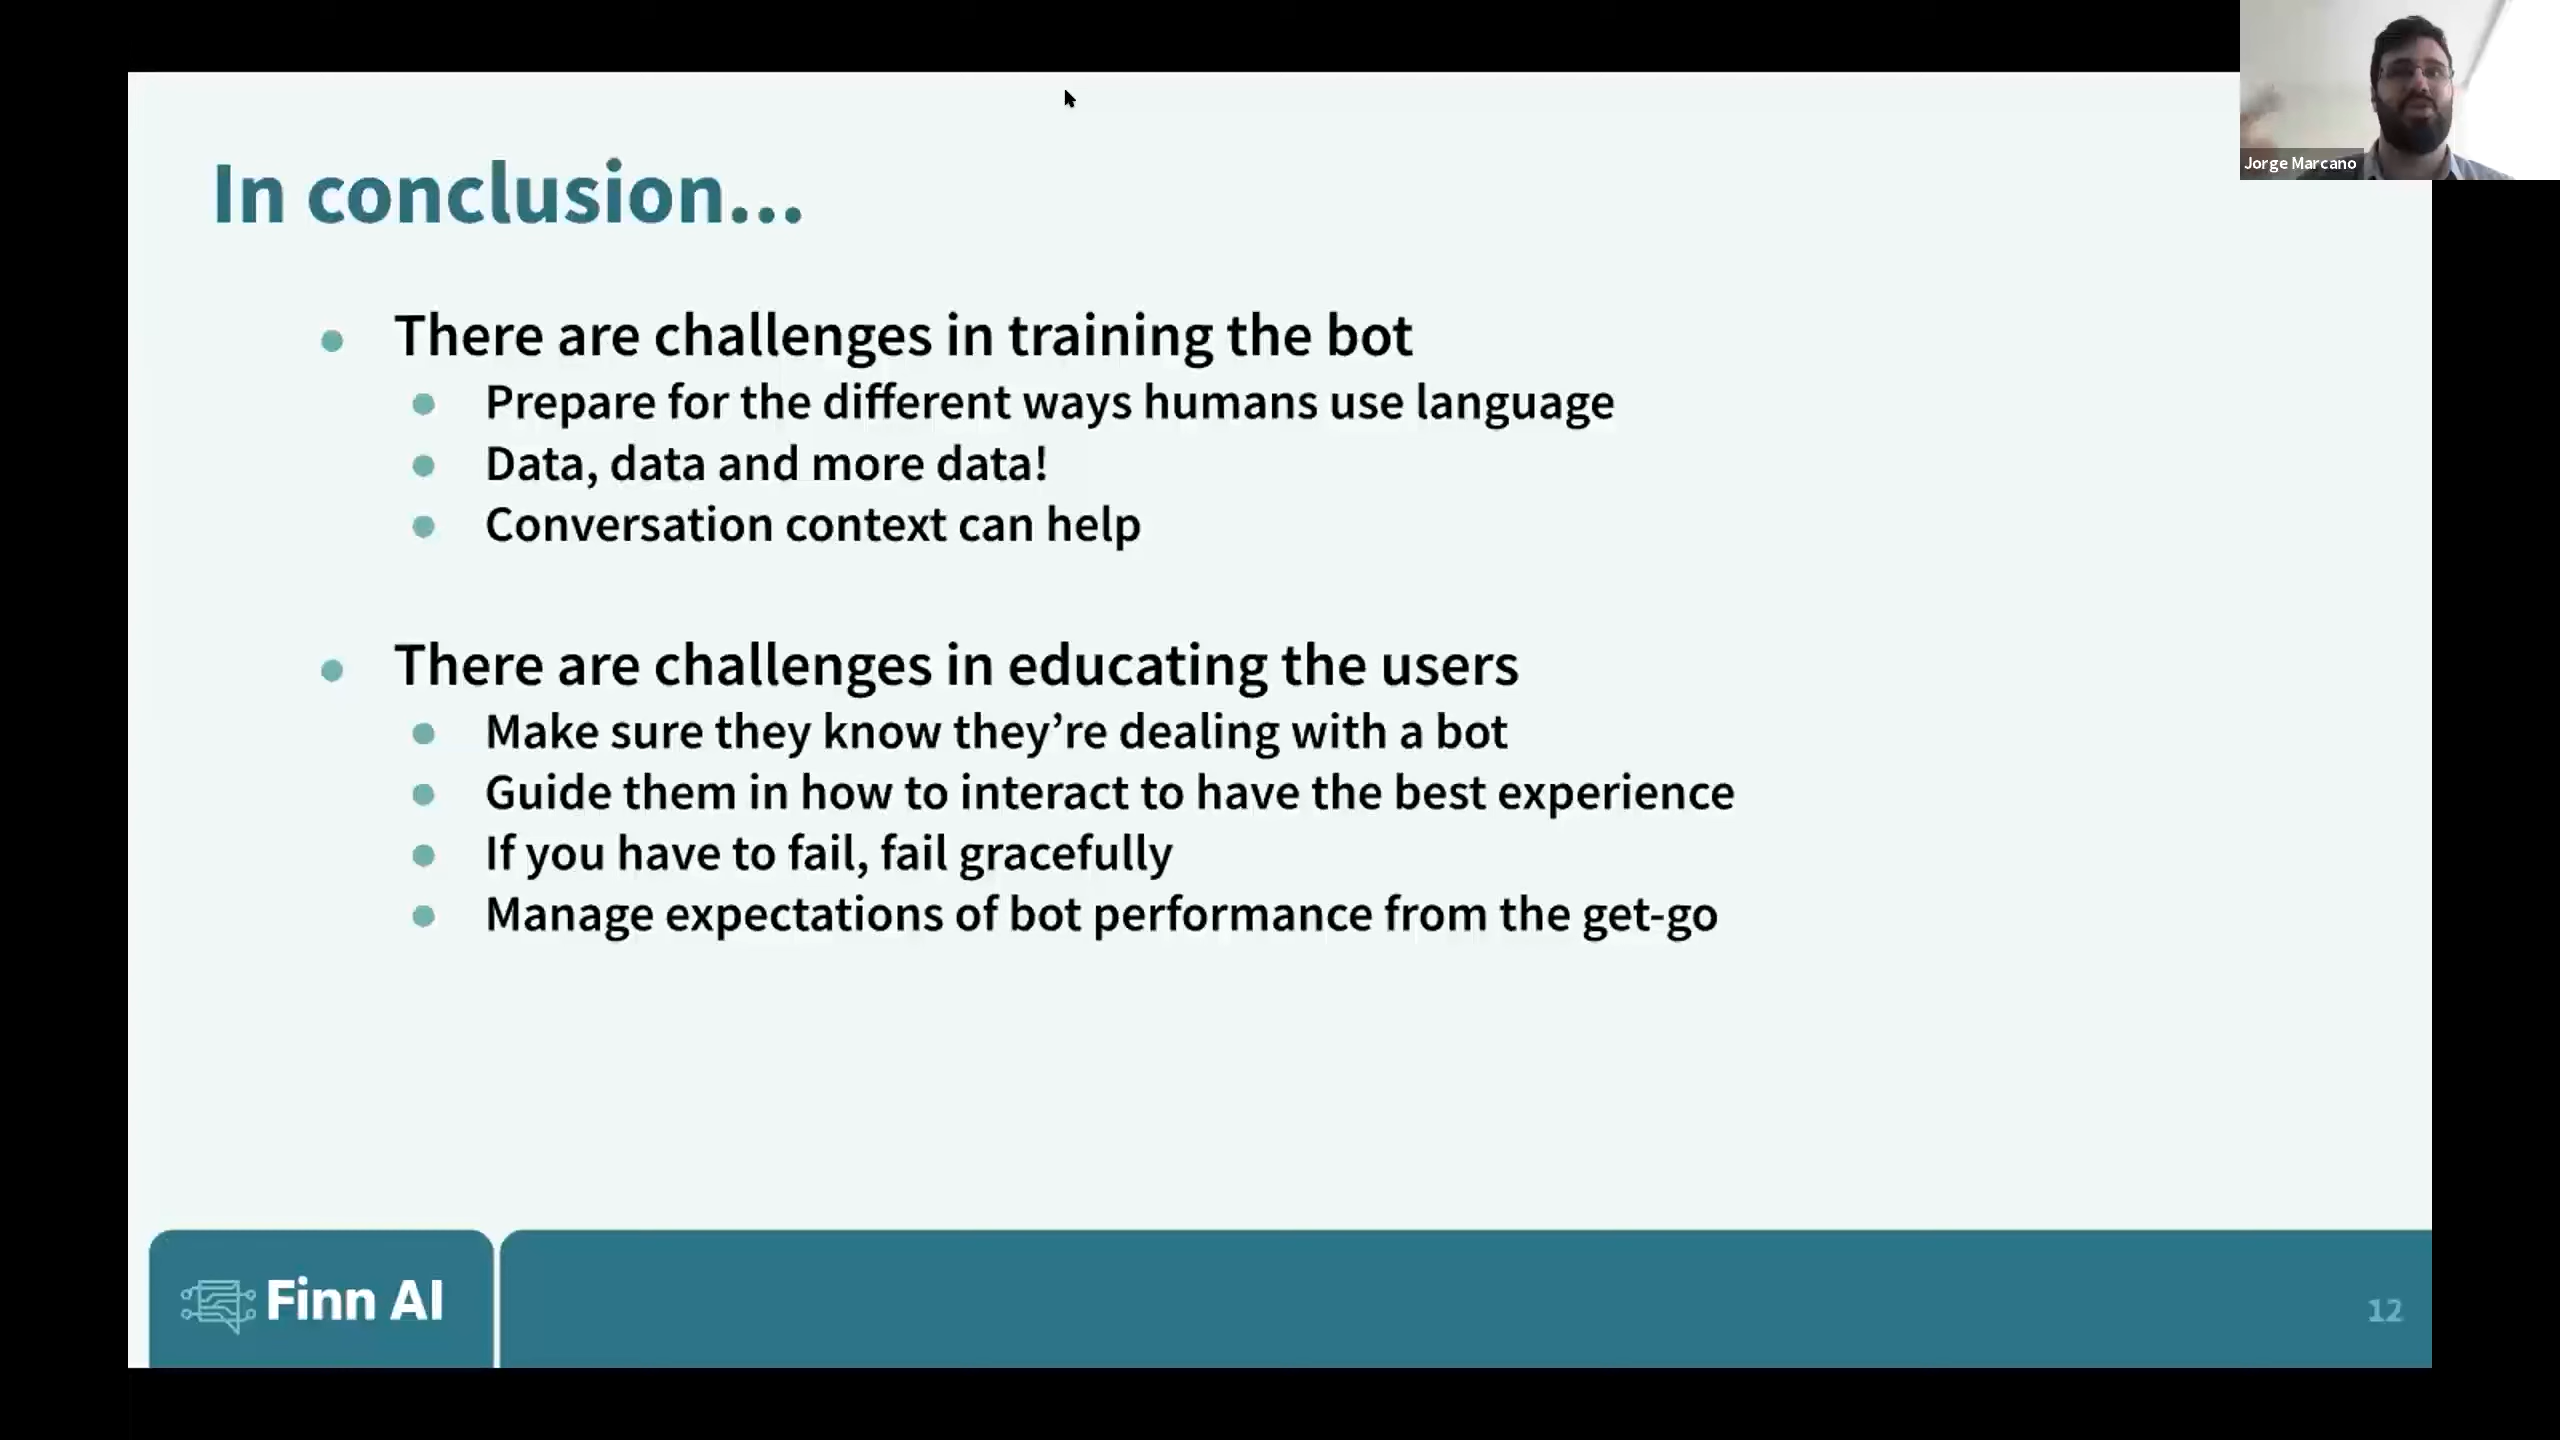 Jorge Marcano
In conclusion...
There are challenges in training the bot
Prepare for the different ways humans use language
Data, data and more data!
Conversation context can help
There are challenges in educating the users
Make sure they know they’re dealing with a bot
Guide them in how to interact to have the best experience
If you have to fail, fail gracefully
Manage expectations of bot performance from the get-go
Finn AI
12